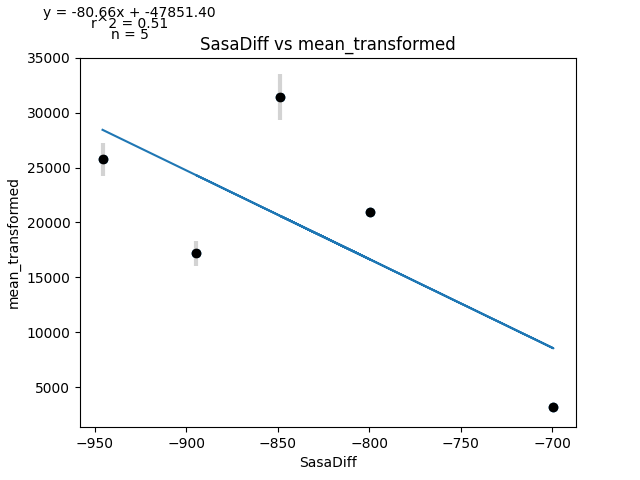 y = -80.66x + -47851.40
r^2 = 0.51
n = 5
SasaDiff vs mean_transformed
35000
30000
25000
20000
15000
10000
5000
mean_transformed
−950
−900
−850
−800
−750
−700
SasaDiff